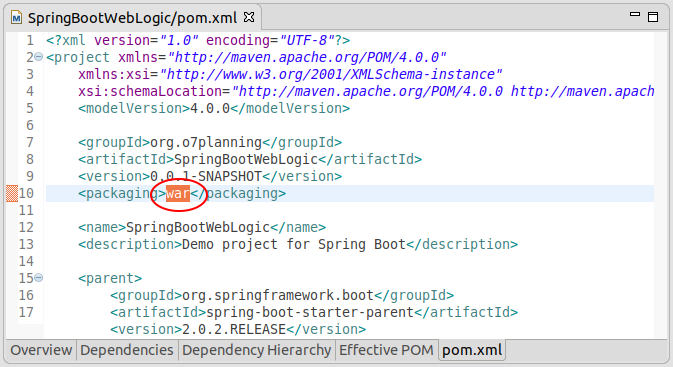 SpringBootWebLogic/pom.xml
1 <?xml version="1.0" encoding="UTF-8"?>
2 <project xmlns="http://maven.apache.org/POM/4.0.0"
3 xmlns:xsi="http://www.w3.org/2001/XMLSchema-instance"
4 xsi:schemaLocation="http://maven.apache.org/POM/4.0.0 http://maven.apach
5 <modelVersion>4.0.0</modelVersion>
6
7 <groupId>org.o7planning</groupId>
8 <artifactId>SpringBootWebLogic</artifactId>
9 <version>0.0.1-SNAPSHOT</version>
10 <packaging>war</packaging>
11
12 <name>SpringBootWebLogic</name>
13 <description>Demo project for Spring Boot</description>
14
15 <parent>
16 <groupId>org.springframework.boot</groupId>
17 <artifactId>spring-boot-starter-parent</artifactId>
<version>2.0.2.RELEASE</version>
Overview Dependencies Dependency Hierarchy Effective POM pom.xml